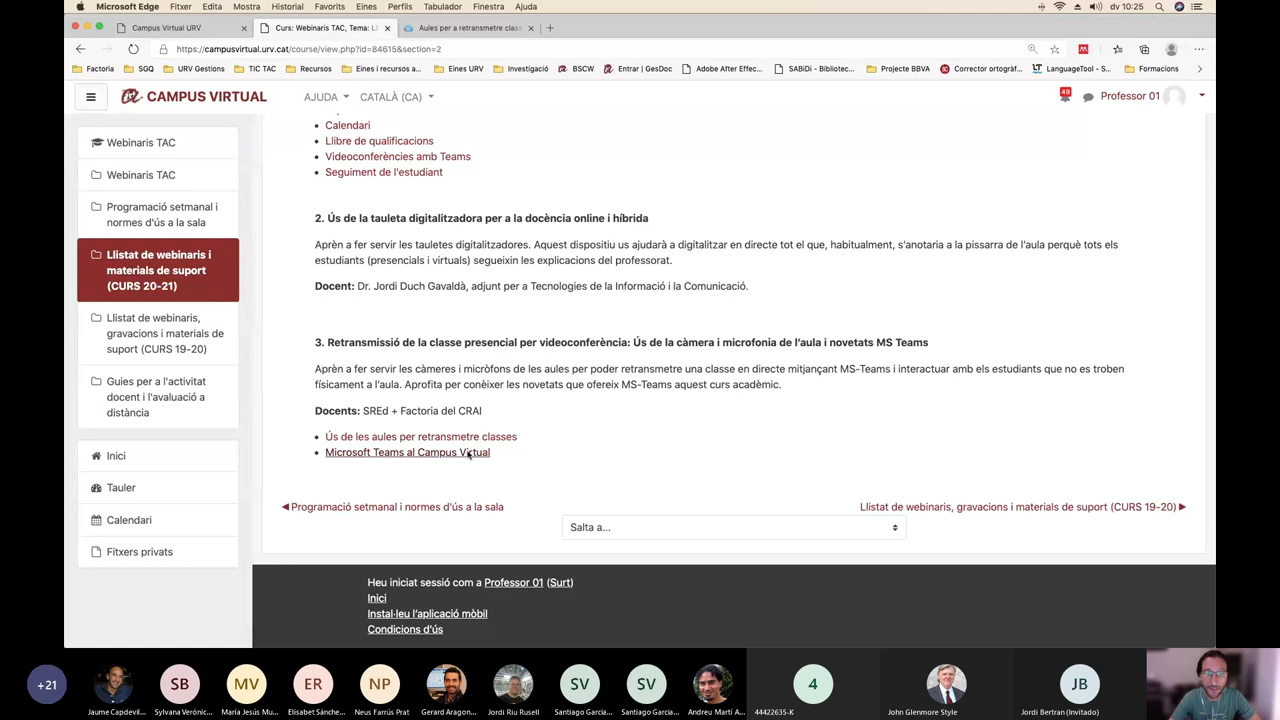 Microsoft Edge Fitxer Edita Mostra Historial Favorits Eines Perfils Tabulador Finestra Ajuda dv 10:25
Campus Virtual URV
Curs: Webinaris TAC, Tema: Ll
Aules per a retransmetre class
https://campusvirtual.urv.cat/course/view.php?id=84615&section=2
Factoria SGQ URV Gestions TIC TAC Recursos Eines i recursos a... Eines URV Investigació BSCW Entrar | GesDoc Adobe After Effec... SABiDi - Bibliotec... Projecte BBVA Corrector ortogràf... LanguageTool - S... Formacions
CAMPUS VIRTUAL AJUDA CATALÀ (CA) 49 Professor 01
Webinaris TAC
Webinaris TAC
Programació setmanal i
normes d'ús a la sala
Llistat de webinaris i
materials de suport
(CURS 20-21)
Llistat de webinaris,
gravacions i materials de
suport (CURS 19-20)
Guies per a l'activitat
docent i l'avaluació a
distància
Inici
Tauler
Calendari
Fitxers privats
Calendari
Llibre de qualificacions
Videoconferències amb Teams
Seguiment de l'estudiant
2. Ús de la tauleta digitalitzadora per a la docència online i híbrida
Aprèn a fer servir les tauletes digitalitzadores. Aquest dispositiu us ajudarà a digitalitzar en directe tot el que, habitualment, s'anotaria a la pissarra de l'aula perquè tots els
estudiants (presencials i virtuals) segueixin les explicacions del professorat.
Docent: Dr. Jordi Duch Gavaldà, adjunt per a Tecnologies de la Informació i la Comunicació.
3. Retransmissió de la classe presencial per videoconferència: Ús de la càmera i microfonia de l'aula i novetats MS Teams
Aprèn a fer servir les càmeres i micròfons de les aules per poder retransmetre una classe en directe mitjançant MS-Teams i interactuar amb els estudiants que no es troben
físicament a l'aula. Aprofita per conèixer les novetats que ofereix MS-Teams aquest curs acadèmic.
Docents: SREd + Factoria del CRAI
Ús de les aules per retransmetre classes
Microsoft Teams al Campus Virtual
Programació setmanal i normes d'ús a la sala
Llistat de webinaris, gravacions i materials de suport (CURS 19-20)
Salta a...
Heu iniciat sessió com a Professor 01 (Surt)
Inici
Instal·leu l'aplicació mòbil
Condicions d'ús
+21 SB MV ER NP SV SV 4 JB
Jaume Capdevil... Sylvana Verónic... María Jesús Mu... Elisabet Sánche... Neus Farrús Prat Gerard Aragon... Jordi Riu Rusell Santiago Garcia... Santiago Garcia... Andreu Martí A... 44422635-K John Glenmore Style Jordi Bertran (Invitado)